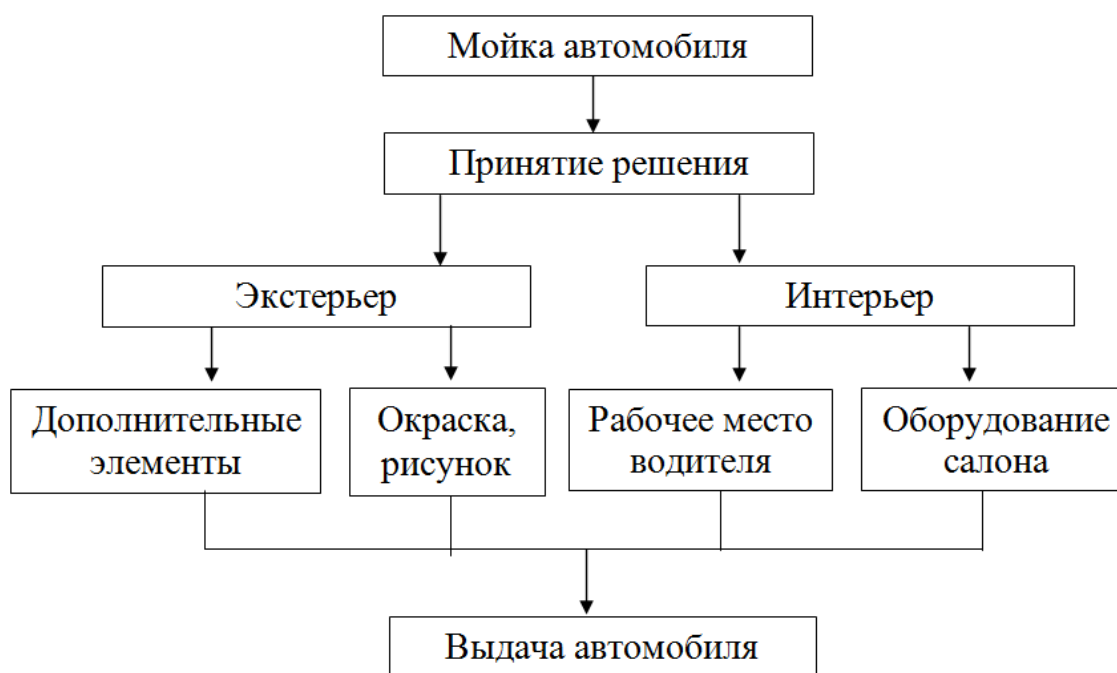 Мойка автомобиля
Принятие решения
Экстерьер
Интерьер
Дополнительные
элементы
Окраска,
рисунок
Рабочее место
водителя
Оборудование
салона
Выдача автомобиля